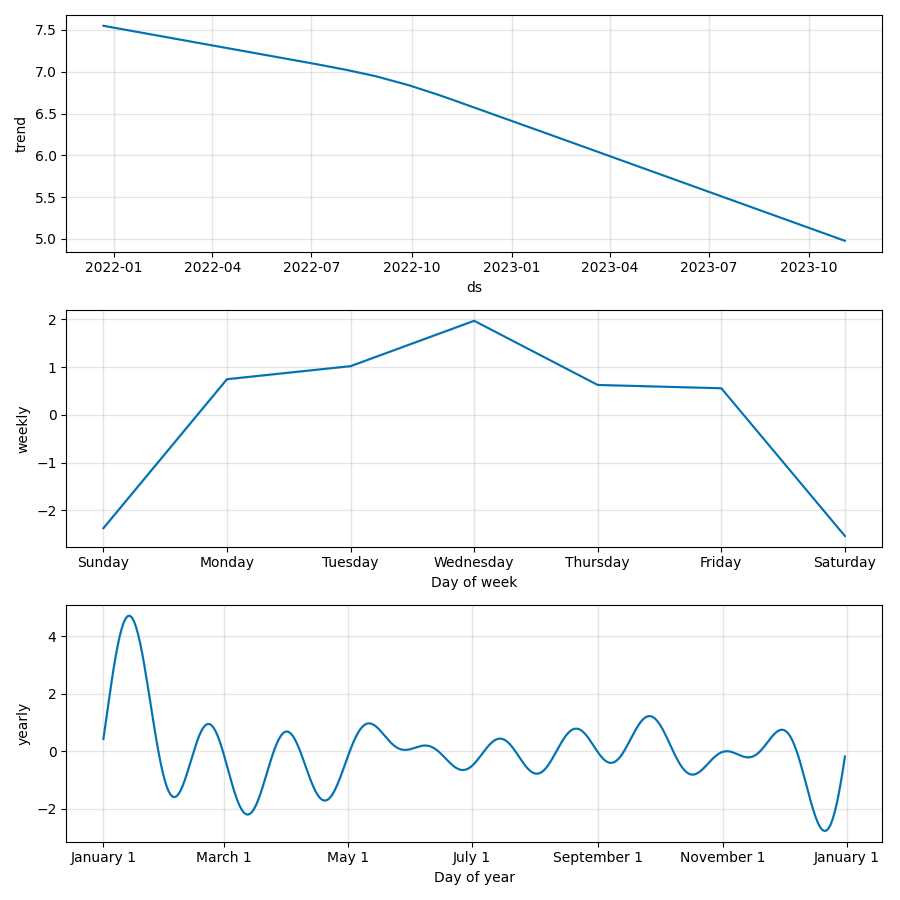 7.5
7.0
6.5
6.0
5.5
5.0
trend
2022-01 2022-04 2022-07 2022-10 2023-01 2023-04 2023-07 2023-10
ds
2
1
0
−1
−2
weekly
Sunday Monday Tuesday Wednesday Thursday Friday Saturday
Day of week
4
2
0
−2
yearly
January 1 March 1 May 1 July 1 September 1 November 1 January 1
Day of year